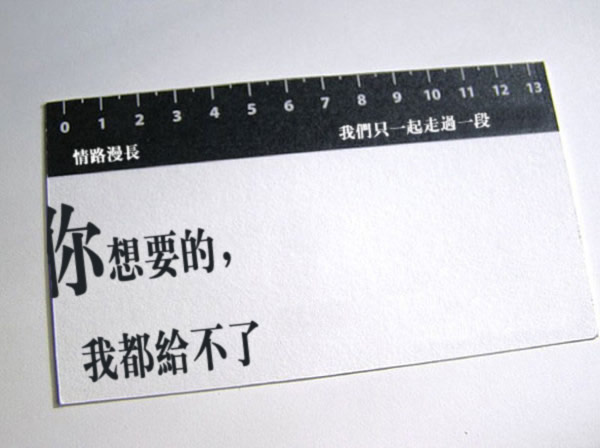 0 1 2 3 4 5 6 7 8 9 10 11 12 13
情路漫長 我們只一起走過一段
你想要的，
我都給不了